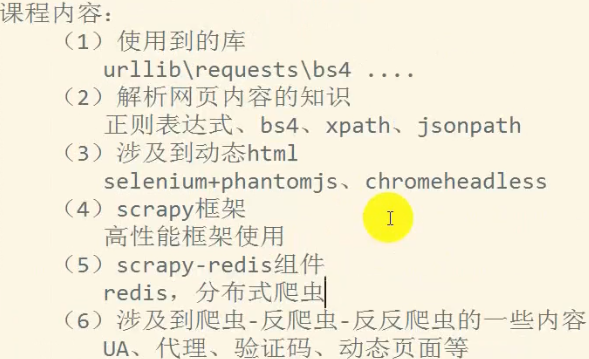 课程内容：
（1）使用到的库
urllib\requests\bs4 ....
（2）解析网页内容的知识
正则表达式、bs4、xpath、jsonpath
（3）涉及到动态html
selenium+phantomjs、chromeheadless
（4）scrapy框架
高性能框架使用
（5）scrapy-redis组件
redis，分布式爬虫
（6）涉及到爬虫-反爬虫-反反爬虫的一些内容
UA、代理、验证码、动态页面等